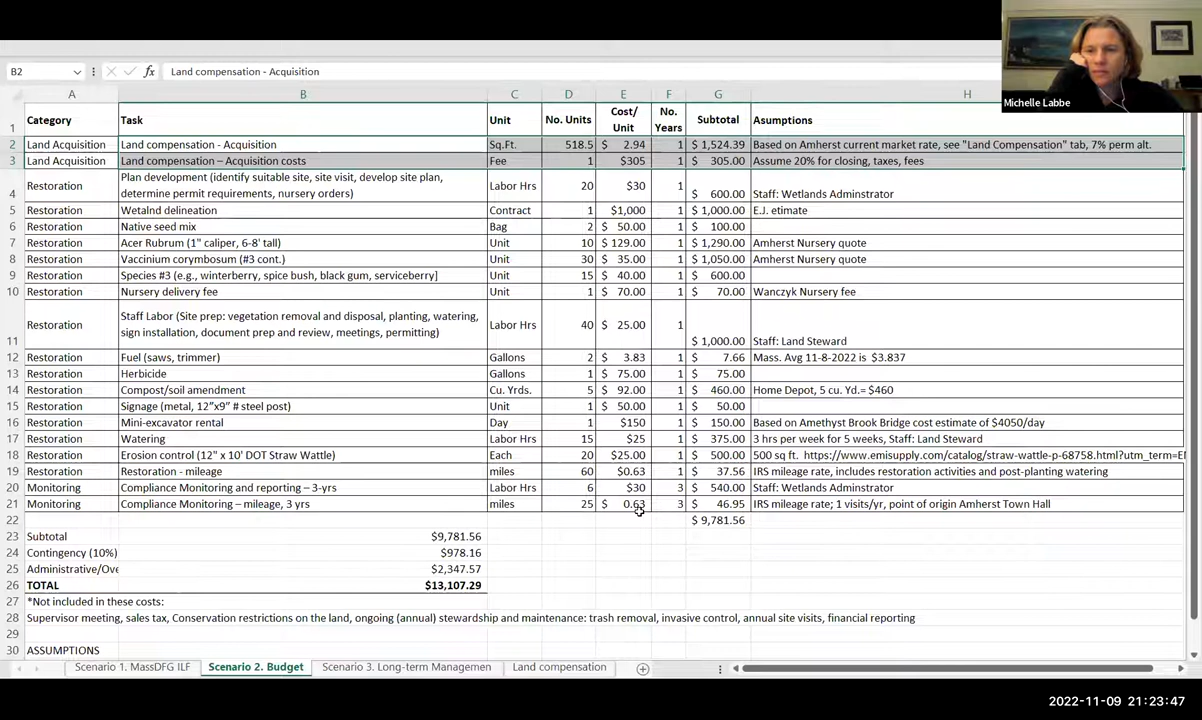 Michelle Labbe
B2 fx Land compensation - Acquisition
A B C D E F G H
1 Category Task Unit No. Units Cost/ Unit No. Years Subtotal Asumptions
2 Land Acquisition Land compensation - Acquisition Sq.Ft. 518.5 $ 2.94 1 $ 1,524.39 Based on Amherst current market rate, see "Land Compensation" tab, 7% perm alt.
3 Land Acquisition Land compensation – Acquisition costs Fee 1 $305 1 $ 305.00 Assume 20% for closing, taxes, fees
4 Restoration Plan development (identify suitable site, site visit, develop site plan, determine permit requirements, nursery orders) Labor Hrs 20 $30 1 $ 600.00 Staff: Wetlands Adminstrator
5 Restoration Wetalnd delineation Contract 1 $1,000 1 $ 1,000.00 E.J. etimate
6 Restoration Native seed mix Bag 2 $ 50.00 1 $ 100.00
7 Restoration Acer Rubrum (1" caliper, 6-8' tall) Unit 10 $ 129.00 1 $ 1,290.00 Amherst Nursery quote
8 Restoration Vaccinium corymbosum (#3 cont.) Unit 30 $ 35.00 1 $ 1,050.00 Amherst Nursery quote
9 Restoration Species #3 (e.g., winterberry, spice bush, black gum, serviceberry] Unit 15 $ 40.00 1 $ 600.00
10 Restoration Nursery delivery fee Unit 1 $ 70.00 1 $ 70.00 Wanczyk Nursery fee
11 Restoration Staff Labor (Site prep: vegetation removal and disposal, planting, watering, sign installation, document prep and review, meetings, permitting) Labor Hrs 40 $ 25.00 1 $ 1,000.00 Staff: Land Steward
12 Restoration Fuel (saws, trimmer) Gallons 2 $ 3.83 1 $ 7.66 Mass. Avg 11-8-2022 is $3.837
13 Restoration Herbicide Gallons 1 $ 75.00 1 $ 75.00
14 Restoration Compost/soil amendment Cu. Yrds. 5 $ 92.00 1 $ 460.00 Home Depot, 5 cu. Yd.= $460
15 Restoration Signage (metal, 12”x9” # steel post) Unit 1 $ 50.00 1 $ 50.00
16 Restoration Mini-excavator rental Day 1 $150 1 $ 150.00 Based on Amethyst Brook Bridge cost estimate of $4050/day
17 Restoration Watering Labor Hrs 15 $25 1 $ 375.00 3 hrs per week for 5 weeks, Staff: Land Steward
18 Restoration Erosion control (12" x 10' DOT Straw Wattle) Each 20 $25.00 1 $ 500.00 500 sq ft. https://www.emisupply.com/catalog/straw-wattle-p-68758.html?utm_term=EM
19 Restoration Restoration - mileage miles 60 $0.63 1 $ 37.56 IRS mileage rate, includes restoration activities and post-planting watering
20 Monitoring Compliance Monitoring and reporting – 3-yrs Labor Hrs 6 $30 3 $ 540.00 Staff: Wetlands Adminstrator
21 Monitoring Compliance Monitoring – mileage, 3 yrs miles 25 $ 0.63 3 $ 46.95 IRS mileage rate; 1 visits/yr, point of origin Amherst Town Hall
22 $ 9,781.56
23 Subtotal $9,781.56
24 Contingency (10%) $978.16
25 Administrative/Ove $2,347.57
26 TOTAL $13,107.29
27 *Not included in these costs:
28 Supervisor meeting, sales tax, Conservation restrictions on the land, ongoing (annual) stewardship and maintenance: trash removal, invasive control, annual site visits, financial reporting
29
30 ASSUMPTIONS
Scenario 1. MassDFG ILF Scenario 2. Budget Scenario 3. Long-term Managemen Land compensation
2022-11-09 21:23:47